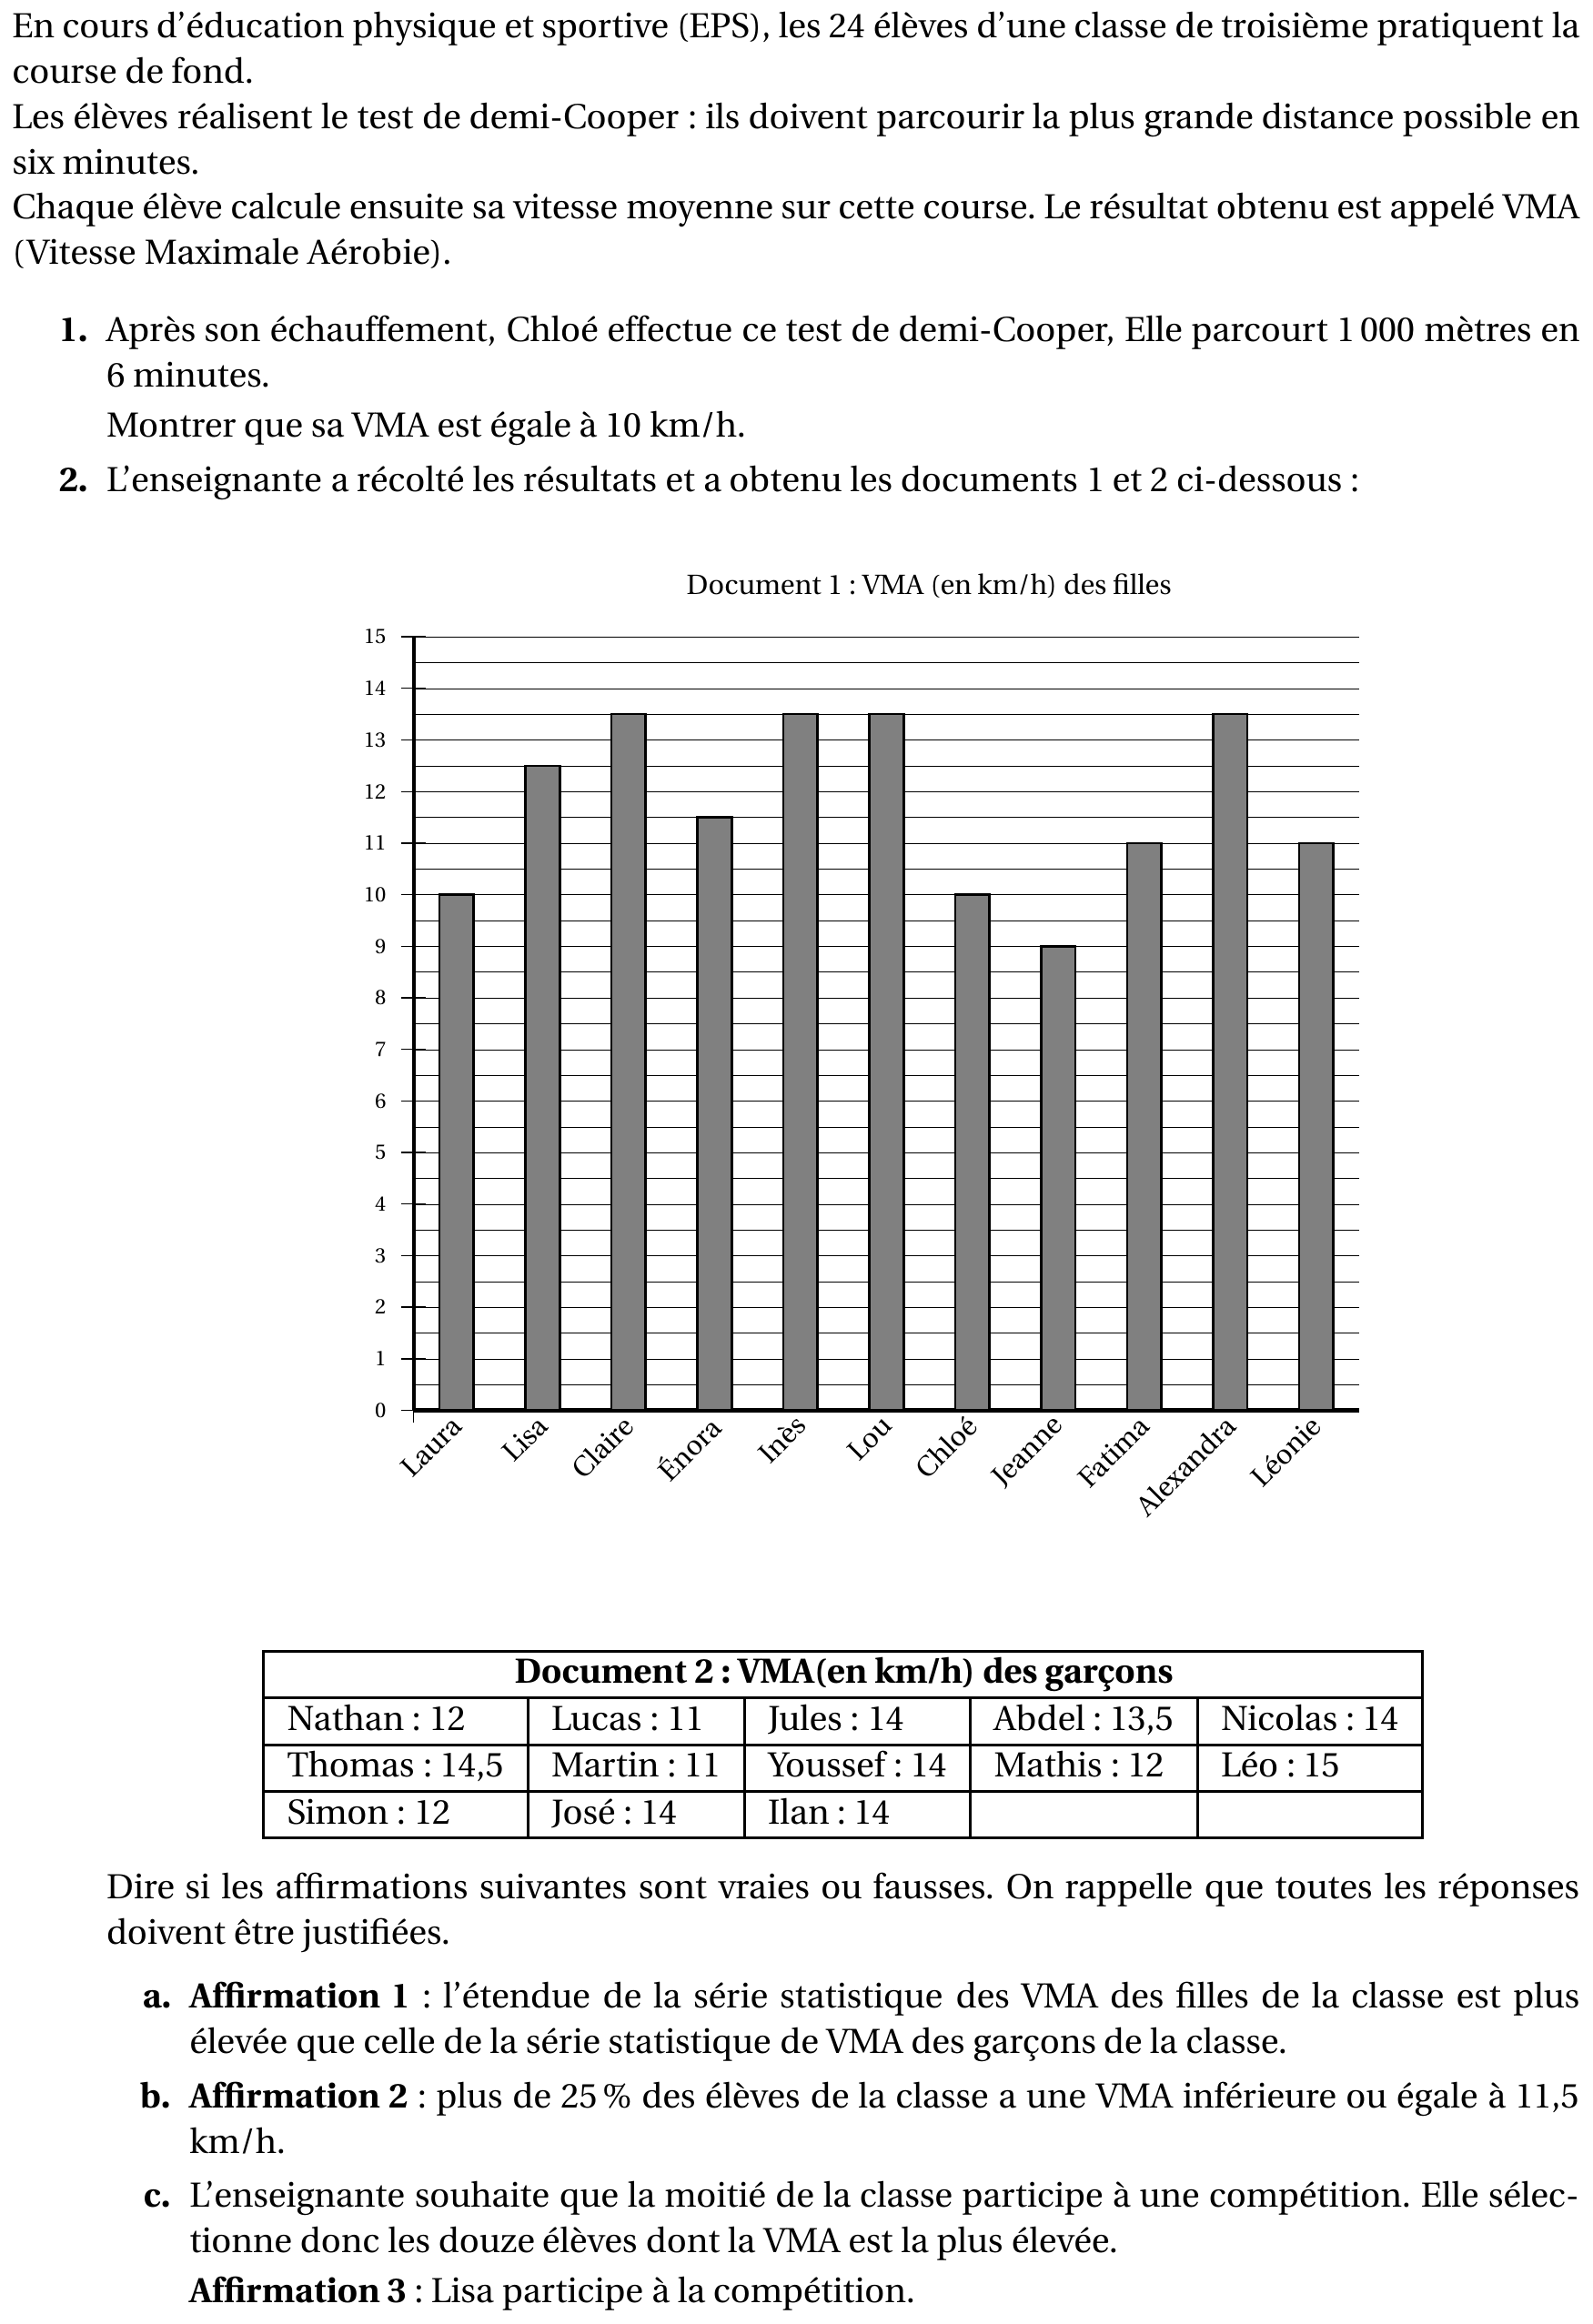 En cours d’éducation physique et sportive (EPS), les 24 élèves d’une classe de troisième pratiquent la
course de fond.
Les élèves réalisent le test de demi-Cooper : ils doivent parcourir la plus grande distance possible en
six minutes.
Chaque élève calcule ensuite sa vitesse moyenne sur cette course. Le résultat obtenu est appelé VMA
(Vitesse Maximale Aérobie).
1. Après son échauffement, Chloé effectue ce test de demi-Cooper, Elle parcourt 1 000 mètres en
6 minutes.
Montrer que sa VMA est égale à 10 km/h.
2. L’enseignante a récolté les résultats et a obtenu les documents 1 et 2 ci-dessous :
Document 1 : VMA (en km/h) des filles
15
14
13
12
11
10
9
8
7
6
5
4
3
2
1
0
Laura Lisa Claire Énora Inès Lou Chloé Jeanne Fatima Alexandra Léonie
Document 2 : VMA(en km/h) des garçons
Nathan : 12 Lucas : 11 Jules : 14 Abdel : 13,5 Nicolas : 14
Thomas : 14,5 Martin : 11 Youssef : 14 Mathis : 12 Léo : 15
Simon : 12 José : 14 Ilan : 14
Dire si les affirmations suivantes sont vraies ou fausses. On rappelle que toutes les réponses
doivent être justifiées.
a. Affirmation 1 : l’étendue de la série statistique des VMA des filles de la classe est plus
élevée que celle de la série statistique de VMA des garçons de la classe.
b. Affirmation 2 : plus de 25 % des élèves de la classe a une VMA inférieure ou égale à 11,5
km/h.
c. L’enseignante souhaite que la moitié de la classe participe à une compétition. Elle sélec-
tionne donc les douze élèves dont la VMA est la plus élevée.
Affirmation 3 : Lisa participe à la compétition.